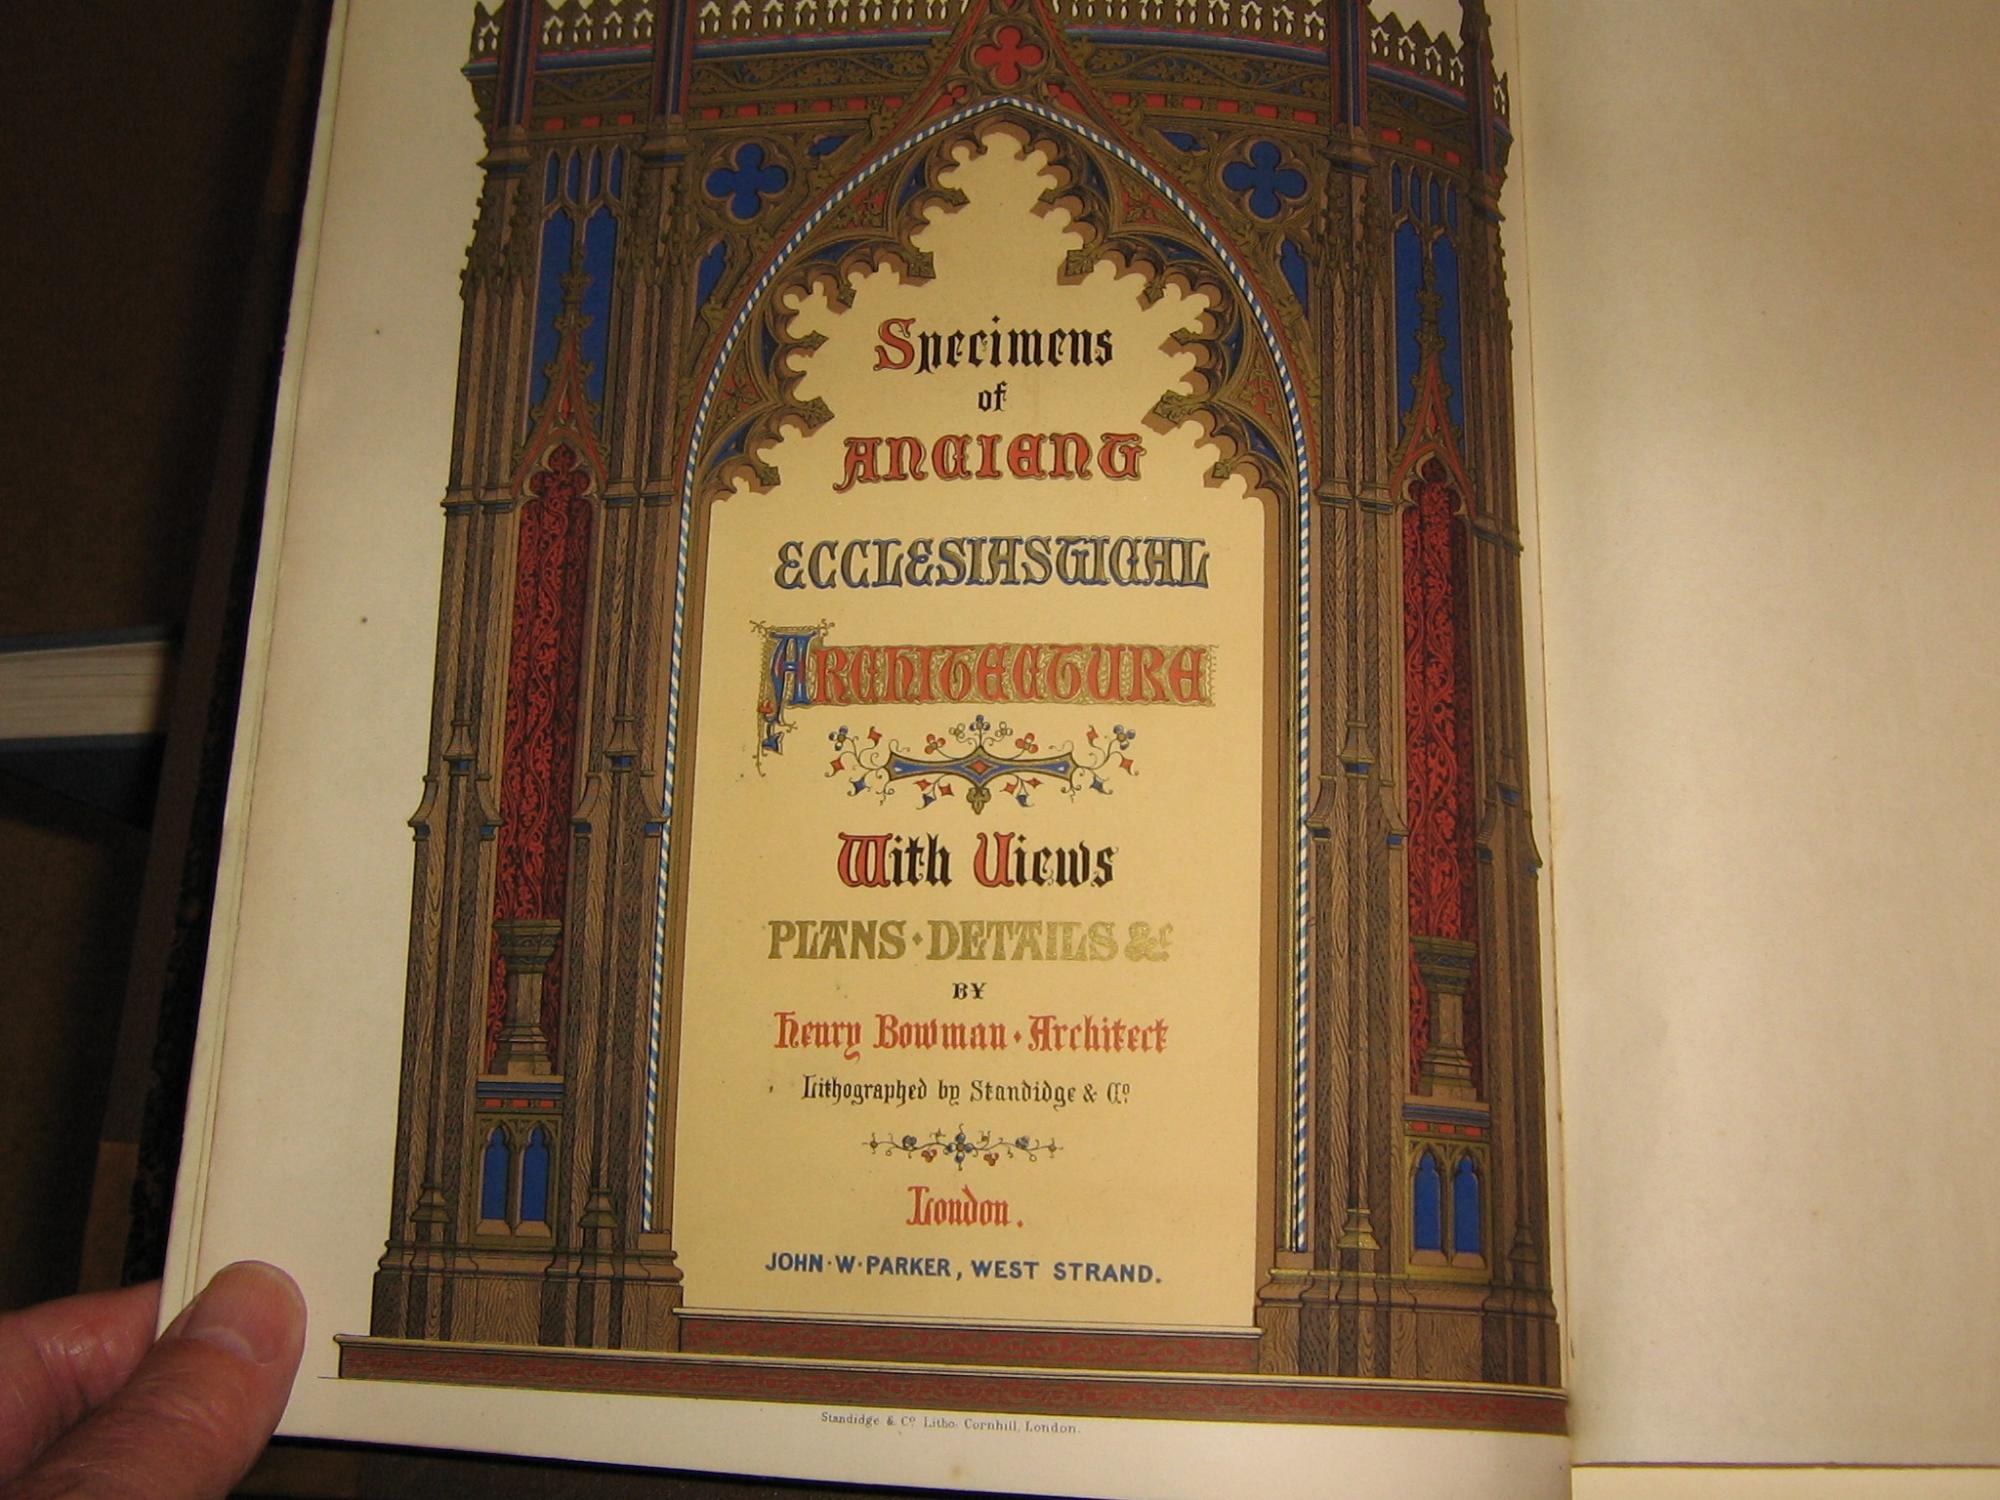 Specimens
of
ANCIENT
ECCLESIASTICAL
ARCHITECTURE
With Views
PLANS · DETAILS &c
BY
Henry Bowman · Architect
Lithographed by Standidge & Co
London.
JOHN · W · PARKER, WEST STRAND.
Standidge & Co Litho. Cornhill, London.